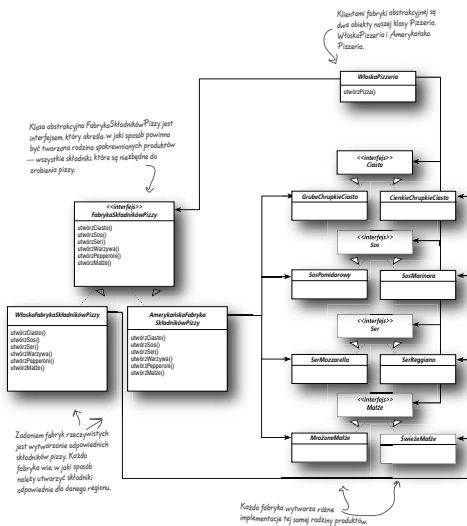 Klientami fabryki abstrakcyjnej są
dwa obiekty naszej klasy Pizzeria.
WłoskaPizzeria i Amerykańska
Pizzeria.
WłoskaPizzeria
utwórzPizza()
Klasa abstrakcyjna FabrykaSkładnikówPizzy jest
interfejsem, który określa, w jaki sposób powinna
być tworzona rodzina spokrewnionych produktów
— wszystkie składniki, które są niezbędne do
zrobienia pizzy.
<<interfejs>>
Ciasto
GrubeChrupkieCiasto
CienkieChrupkieCiasto
<<interfejs>>
FabrykaSkładnikówPizzy
utwórzCiasto()
utwórzSos()
utwórzSer()
utwórzWarzywa()
utwórzPepperoni()
utwórzMałże()
<<interfejs>>
Sos
SosPomidorowy
SosMarinara
WłoskaFabrykaSkładnikówPizzy
utwórzCiasto()
utwórzSos()
utwórzSer()
utwórzWarzywa()
utwórzPepperoni()
utwórzMałże()
AmerykańskaFabryka
SkładnikówPizzy
utwórzCiasto()
utwórzSos()
utwórzSer()
utwórzWarzywa()
utwórzPepperoni()
utwórzMałże()
<<interfejs>>
Ser
SerMozzarella
SerReggiano
<<interfejs>>
Małże
MrożoneMałże
ŚwieżeMałże
Zadaniem fabryk rzeczywistych
jest wytwarzanie odpowiednich
składników pizzy. Każda
fabryka wie, w jaki sposób
należy utworzyć składniki
odpowiednie dla danego regionu.
Każda fabryka wytwarza różne
implementacje tej samej rodziny produktów.